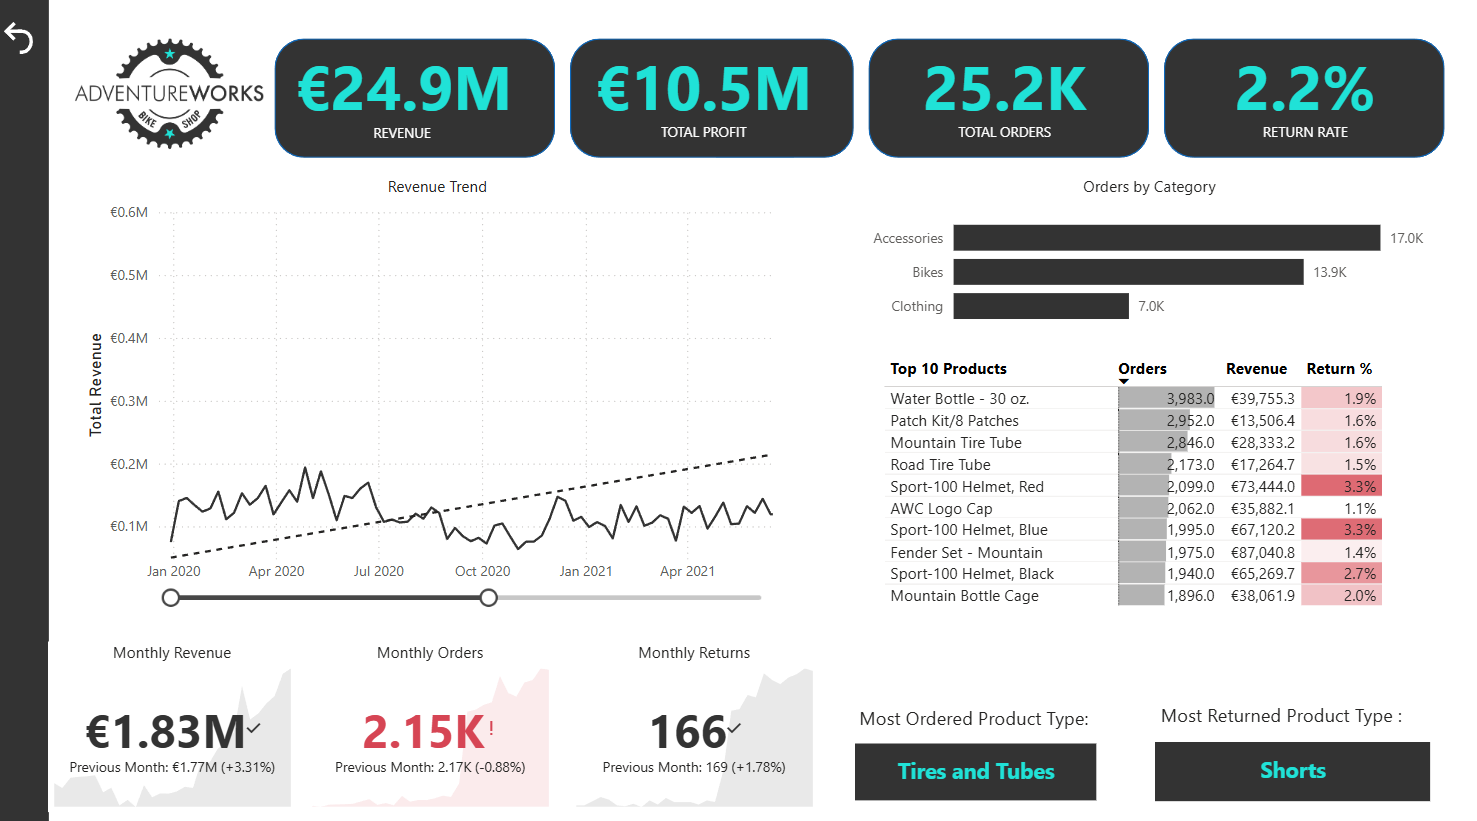 ADVENTUREWORKS
BIKE SHOP
€24.9M
REVENUE
€10.5M
TOTAL PROFIT
25.2K
TOTAL ORDERS
2.2%
RETURN RATE
Revenue Trend
Total Revenue
€0.6M
€0.5M
€0.4M
€0.3M
€0.2M
€0.1M
Jan 2020 Apr 2020 Jul 2020 Oct 2020 Jan 2021 Apr 2021
Orders by Category
Accessories 17.0K
Bikes 13.9K
Clothing 7.0K
Top 10 Products Orders Revenue Return %
Water Bottle - 30 oz. 3,983.0 €39,755.3 1.9%
Patch Kit/8 Patches 2,952.0 €13,506.4 1.6%
Mountain Tire Tube 2,846.0 €28,333.2 1.6%
Road Tire Tube 2,173.0 €17,264.7 1.5%
Sport-100 Helmet, Red 2,099.0 €73,444.0 3.3%
AWC Logo Cap 2,062.0 €35,882.1 1.1%
Sport-100 Helmet, Blue 1,995.0 €67,120.2 3.3%
Fender Set - Mountain 1,975.0 €87,040.8 1.4%
Sport-100 Helmet, Black 1,940.0 €65,269.7 2.7%
Mountain Bottle Cage 1,896.0 €38,061.9 2.0%
Monthly Revenue
€1.83M
Previous Month: €1.77M (+3.31%)
Monthly Orders
2.15K!
Previous Month: 2.17K (-0.88%)
Monthly Returns
166
Previous Month: 169 (+1.78%)
Most Ordered Product Type:
Tires and Tubes
Most Returned Product Type :
Shorts